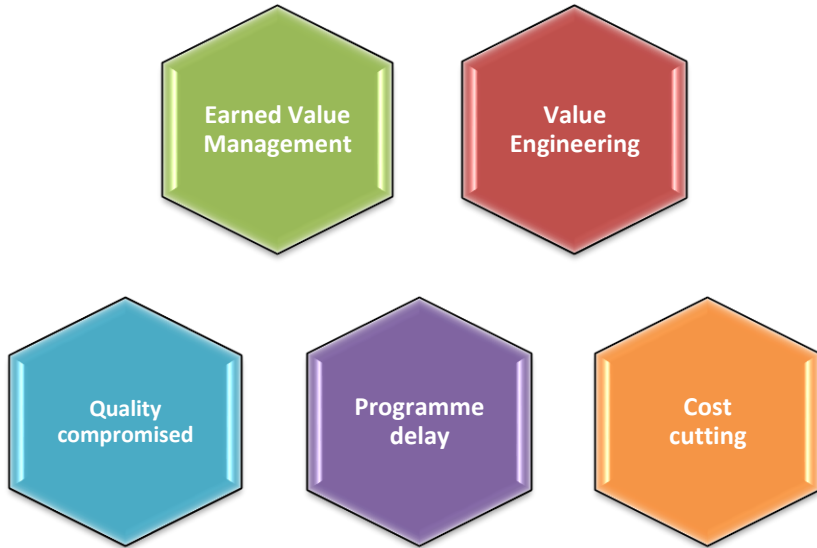 Earned Value
Management
Value
Engineering
Quality
compromised
Programme
delay
Cost
cutting